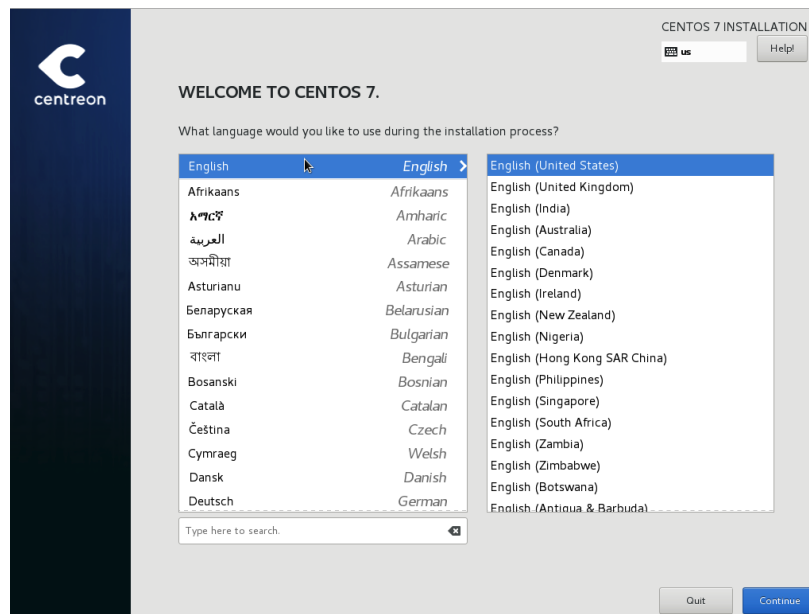 centreon
CENTOS 7 INSTALLATION
us
Help!
WELCOME TO CENTOS 7.
What language would you like to use during the installation process?
English English
Afrikaans Afrikaans
አማርኛ Amharic
العربية Arabic
অসমীয়া Assamese
Asturianu Asturian
Беларуская Belarusian
Български Bulgarian
বাংলা Bengali
Bosanski Bosnian
Català Catalan
Čeština Czech
Cymraeg Welsh
Dansk Danish
Deutsch German
Type here to search.
English (United States)
English (United Kingdom)
English (India)
English (Australia)
English (Canada)
English (Denmark)
English (Ireland)
English (New Zealand)
English (Nigeria)
English (Hong Kong SAR China)
English (Philippines)
English (Singapore)
English (South Africa)
English (Zambia)
English (Zimbabwe)
English (Botswana)
English (Antigua & Barbuda)
Quit
Continue